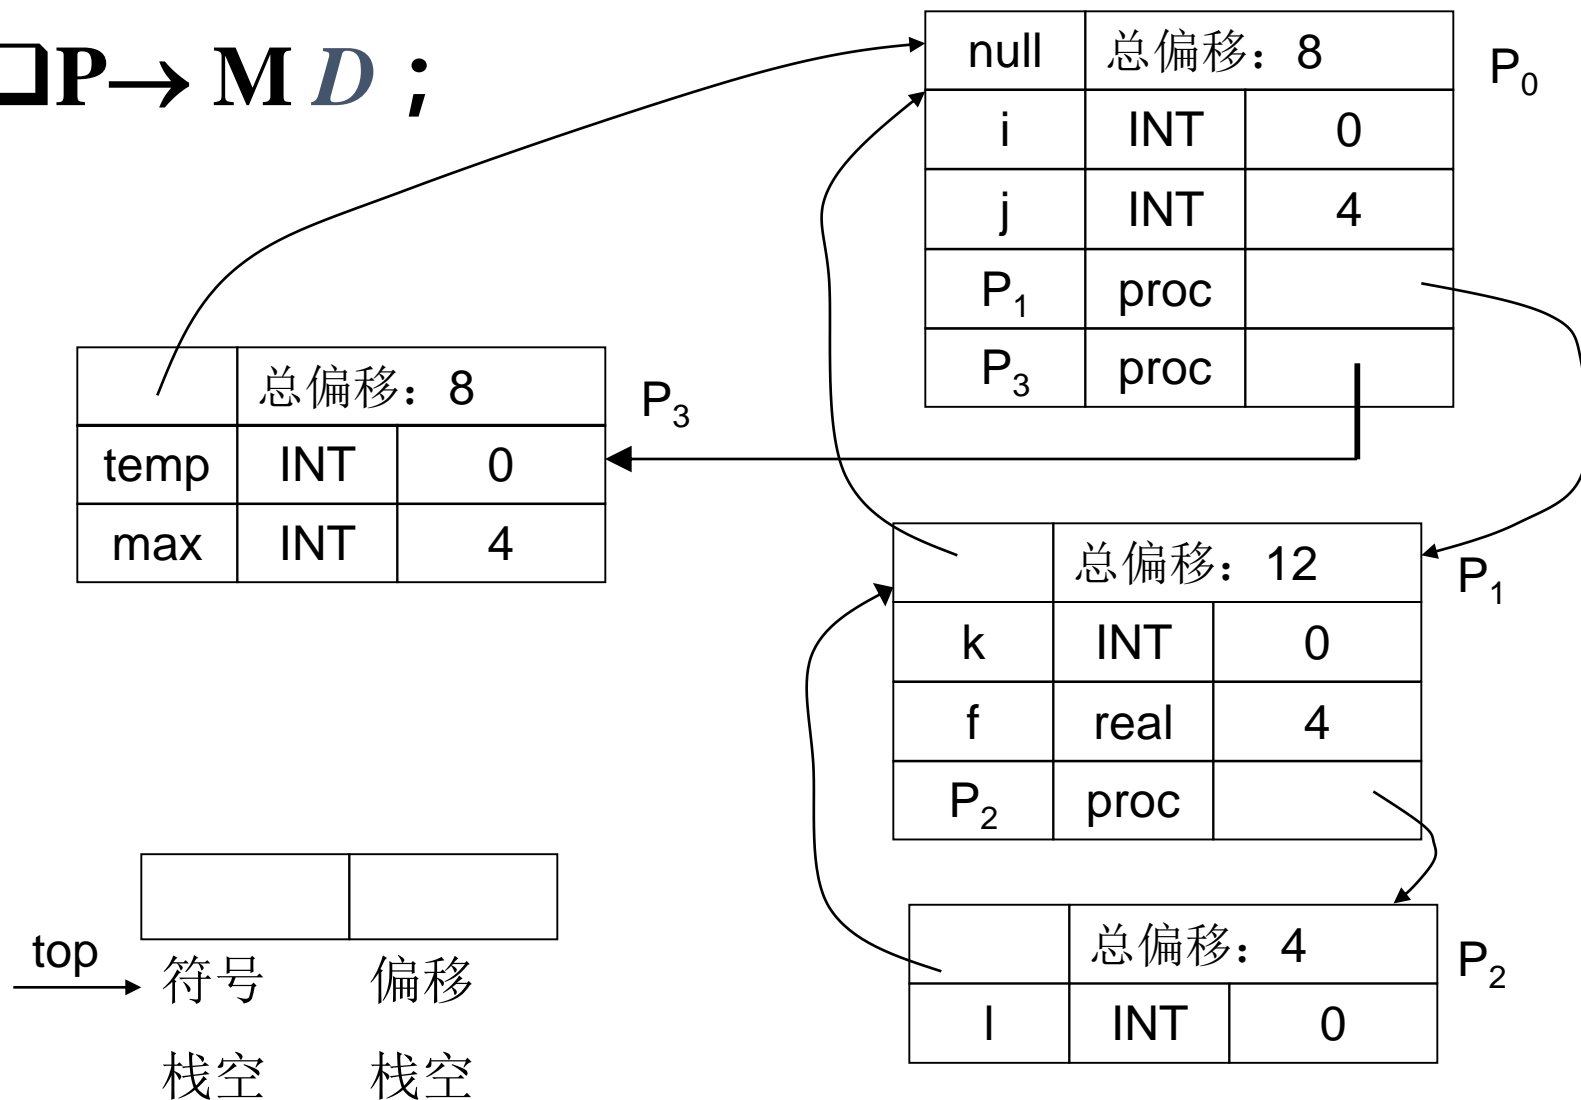 ❑P→ M D ;
null 总偏移：8 P0
i INT 0
j INT 4
P1 proc
P3 proc
总偏移：8 P3
temp INT 0
max INT 4
总偏移：12 P1
k INT 0
f real 4
P2 proc
总偏移：4 P2
l INT 0
top
符号 偏移
栈空 栈空